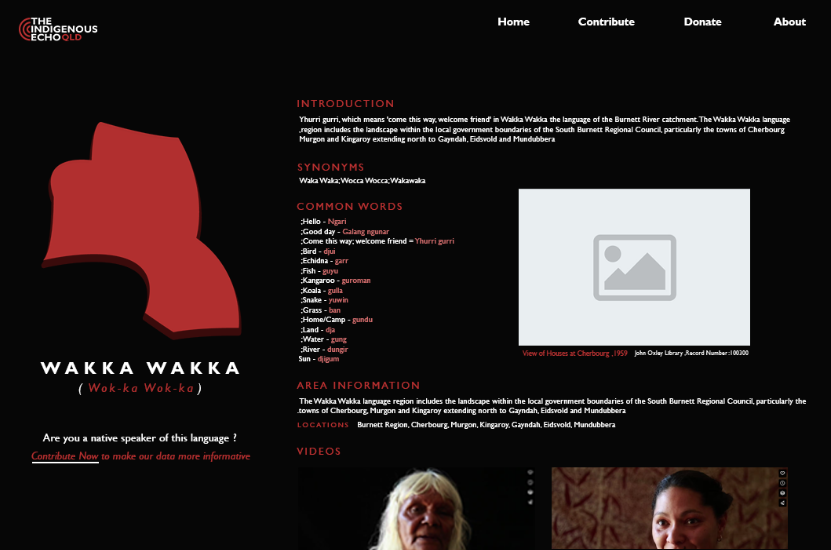 THE
INDIGENOUS
ECHOQLD
Home Contribute Donate About
INTRODUCTION
Yhurri gurri, which means 'come this way, welcome friend' in Wakka Wakka the language of the Burnett River catchment. The Wakka Wakka language
,region includes the landscape within the local government boundaries of the South Burnett Regional Council, particularly the towns of Cherbourg
Murgon and Kingaroy extending north to Gayndah, Eidsvold and Mundubbera
SYNONYMS
Waka Waka; Wocca Wocca; Wakawaka
COMMON WORDS
;Hello - Ngari
;Good day - Galang ngunar
;Come this way; welcome friend = Yhurri gurri
;Bird - djui
;Echidna - garr
;Fish - guyu
;Kangaroo - guroman
;Koala - gulla
;Snake - yuwin
;Grass - ban
;Home/Camp - gundu
;Land - dja
;Water - gung
;River - dungir
Sun - djigam
View of Houses at Cherbourg ,1959 John Oxley Library ,Record Number :100300
WAKKA WAKKA
( Wok-ka Wok-ka )
Are you a native speaker of this language ?
Contribute Now to make our data more informative
AREA INFORMATION
The Wakka Wakka language region includes the landscape within the local government boundaries of the South Burnett Regional Council, particularly the
.towns of Cherbourg, Murgon and Kingaroy extending north to Gayndah, Eidsvold and Mundubbera
LOCATIONS Burnett Region, Cherbourg, Murgon, Kingaroy, Gayndah, Eidsvold, Mundubbera
VIDEOS